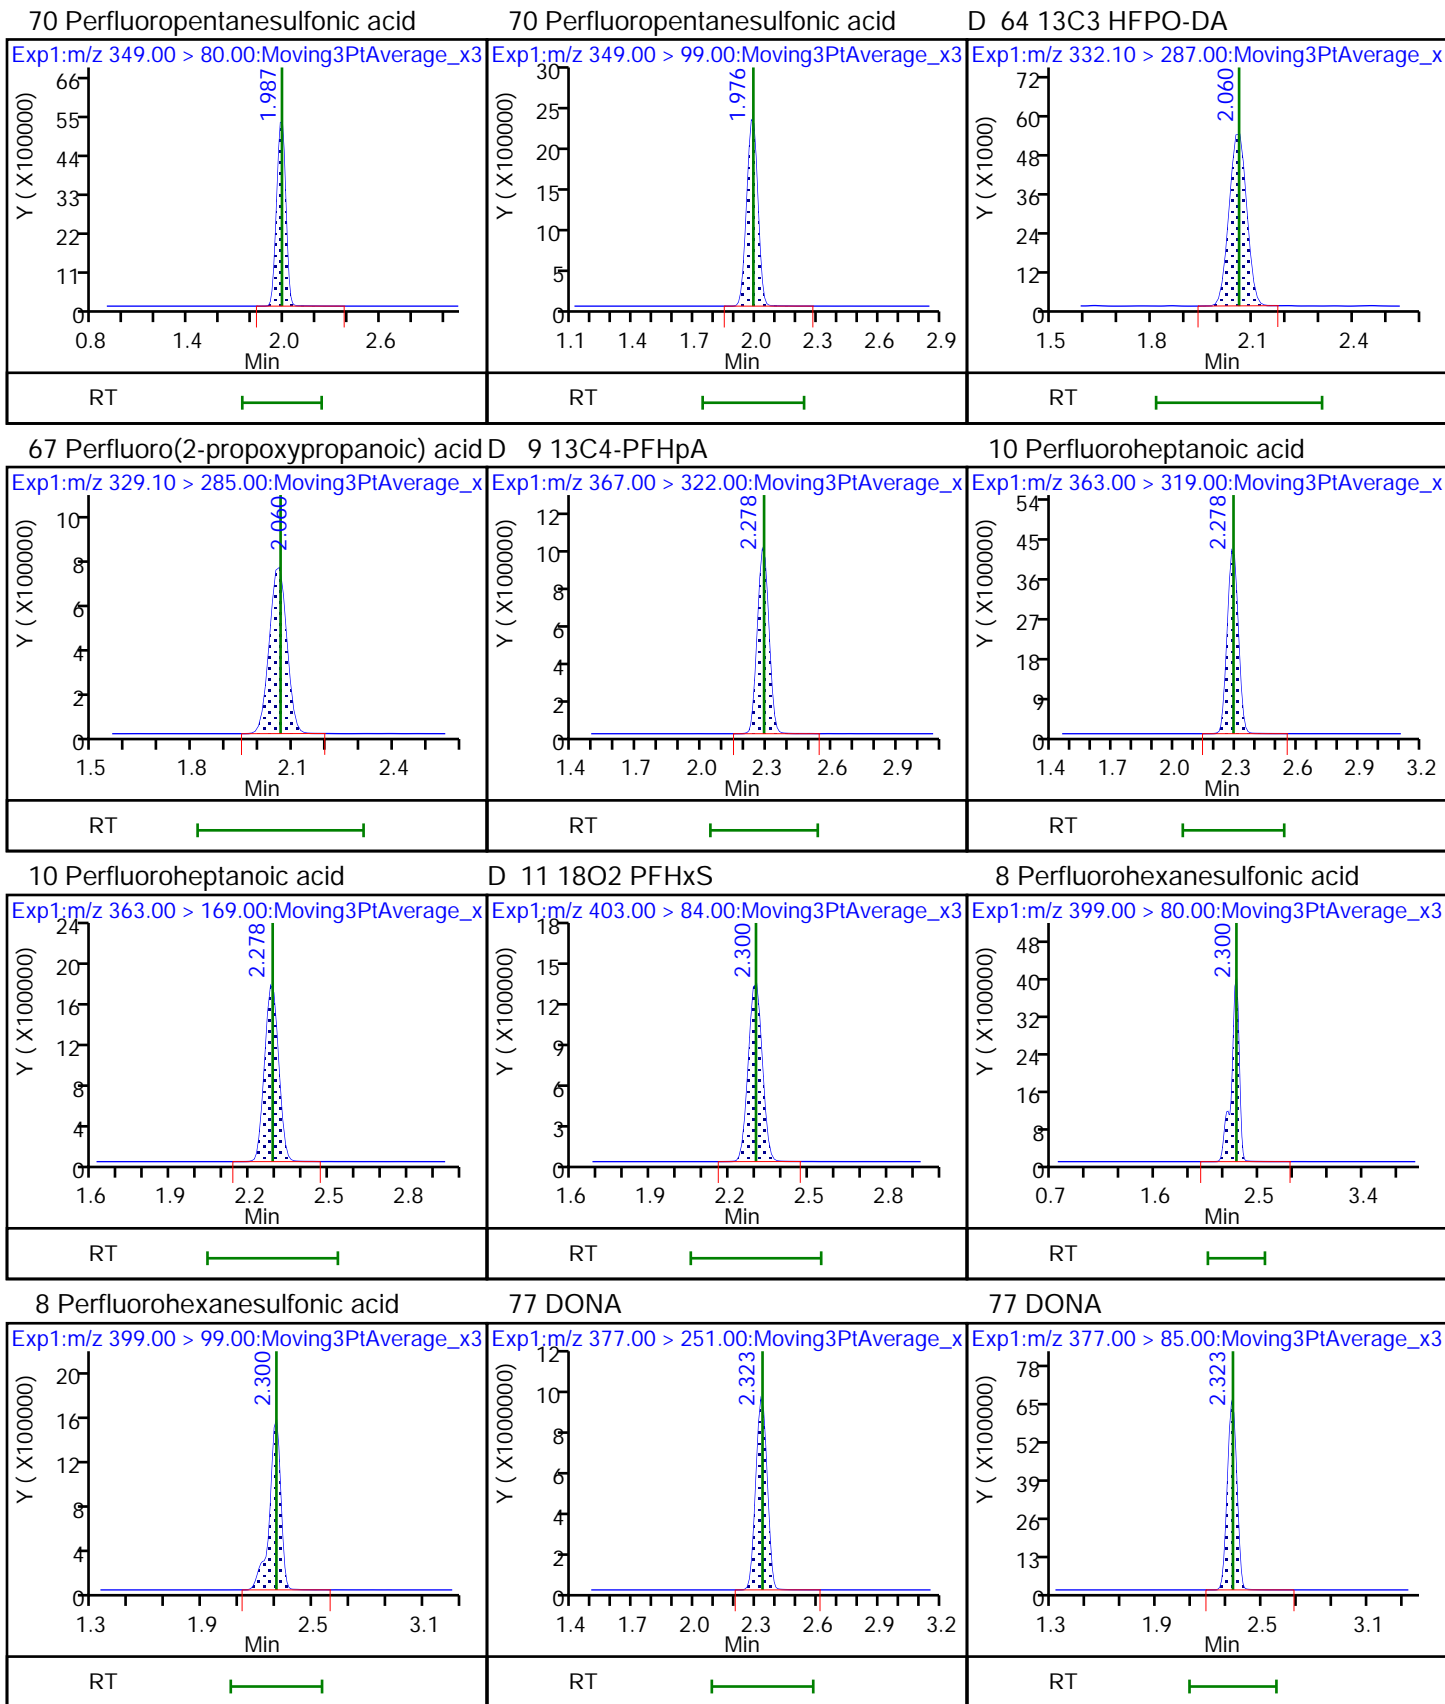 70 Perfluoropentanesulfonic acid
Exp1:m/z 349.00 > 80.00:Moving3PtAverage_x3
1.987
Y ( X100000)
66
55
44
33
22
11
0
0.8 1.4 2.0 2.6
Min
RT
70 Perfluoropentanesulfonic acid
Exp1:m/z 349.00 > 99.00:Moving3PtAverage_x3
1.976
Y ( X100000)
30
25
20
15
10
5
0
1.1 1.4 1.7 2.0 2.3 2.6 2.9
Min
RT
D 64 13C3 HFPO-DA
Exp1:m/z 332.10 > 287.00:Moving3PtAverage_x
2.060
Y ( X1000)
72
60
48
36
24
12
0
1.5 1.8 2.1 2.4
Min
RT
67 Perfluoro(2-propoxypropanoic) acid
Exp1:m/z 329.10 > 285.00:Moving3PtAverage_x
2.060
Y ( X100000)
10
8
6
4
2
0
1.5 1.8 2.1 2.4
Min
RT
D 9 13C4-PFHpA
Exp1:m/z 367.00 > 322.00:Moving3PtAverage_x
2.278
Y ( X100000)
12
10
8
6
4
2
0
1.4 1.7 2.0 2.3 2.6 2.9
Min
RT
10 Perfluoroheptanoic acid
Exp1:m/z 363.00 > 319.00:Moving3PtAverage_x
2.278
Y ( X100000)
54
45
36
27
18
9
0
1.4 1.7 2.0 2.3 2.6 2.9 3.2
Min
RT
10 Perfluoroheptanoic acid
Exp1:m/z 363.00 > 169.00:Moving3PtAverage_x
2.278
Y ( X100000)
24
20
16
12
8
4
0
1.6 1.9 2.2 2.5 2.8
Min
RT
D 11 18O2 PFHxS
Exp1:m/z 403.00 > 84.00:Moving3PtAverage_x3
2.300
Y ( X100000)
18
15
12
9
6
3
0
1.6 1.9 2.2 2.5 2.8
Min
RT
8 Perfluorohexanesulfonic acid
Exp1:m/z 399.00 > 80.00:Moving3PtAverage_x3
2.300
Y ( X100000)
48
40
32
24
16
8
0
0.7 1.6 2.5 3.4
Min
RT
8 Perfluorohexanesulfonic acid
Exp1:m/z 399.00 > 99.00:Moving3PtAverage_x3
2.300
Y ( X100000)
20
16
12
8
4
0
1.3 1.9 2.5 3.1
Min
RT
77 DONA
Exp1:m/z 377.00 > 251.00:Moving3PtAverage_x
2.323
Y ( X1000000)
12
10
8
6
4
2
0
1.4 1.7 2.0 2.3 2.6 2.9 3.2
Min
RT
77 DONA
Exp1:m/z 377.00 > 85.00:Moving3PtAverage_x3
2.323
Y ( X100000)
78
65
52
39
26
13
0
1.3 1.9 2.5 3.1
Min
RT